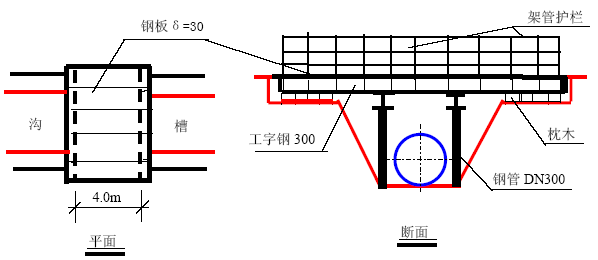 钢板 δ=30
架管护栏
沟
槽
工字钢 300
枕木
钢管 DN300
4.0m
平面
断面